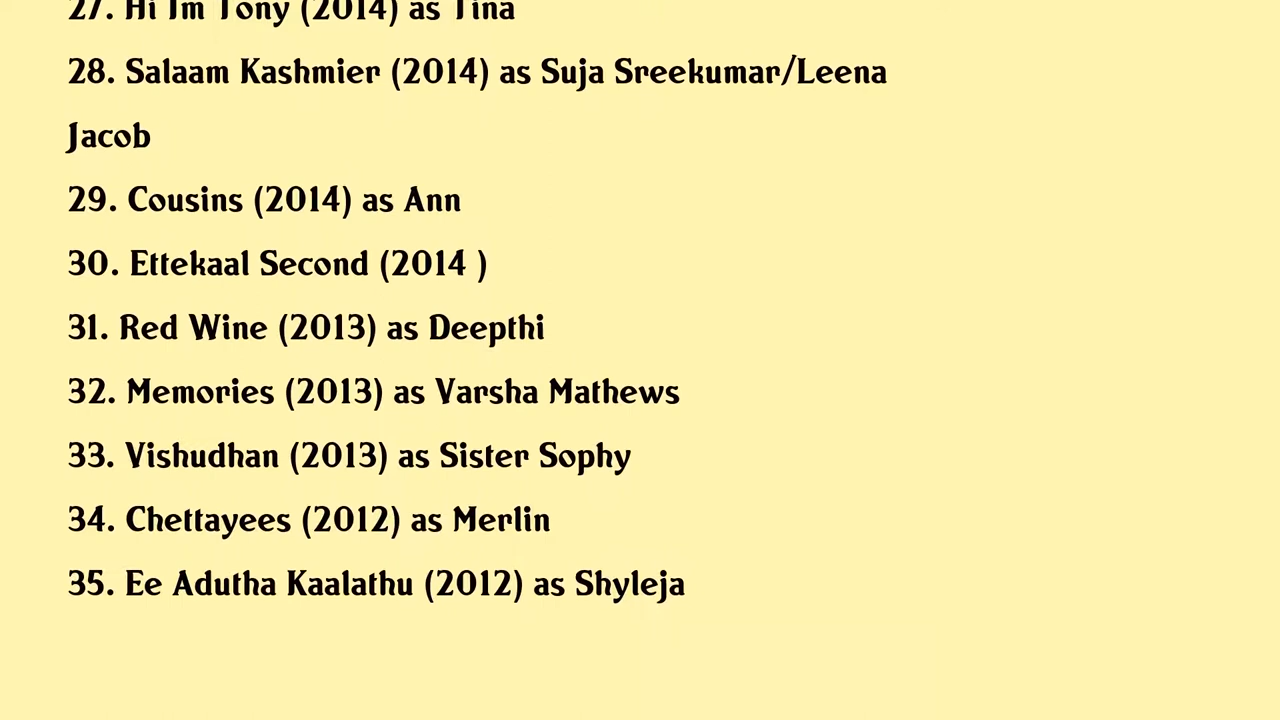 27. Hi Im Tony (2014) as Tina
28. Salaam Kashmier (2014) as Suja Sreekumar/Leena
Jacob
29. Cousins (2014) as Ann
30. Ettekaal Second (2014 )
31. Red Wine (2013) as Deepthi
32. Memories (2013) as Varsha Mathews
33. Vishudhan (2013) as Sister Sophy
34. Chettayees (2012) as Merlin
35. Ee Adutha Kaalathu (2012) as Shyleja